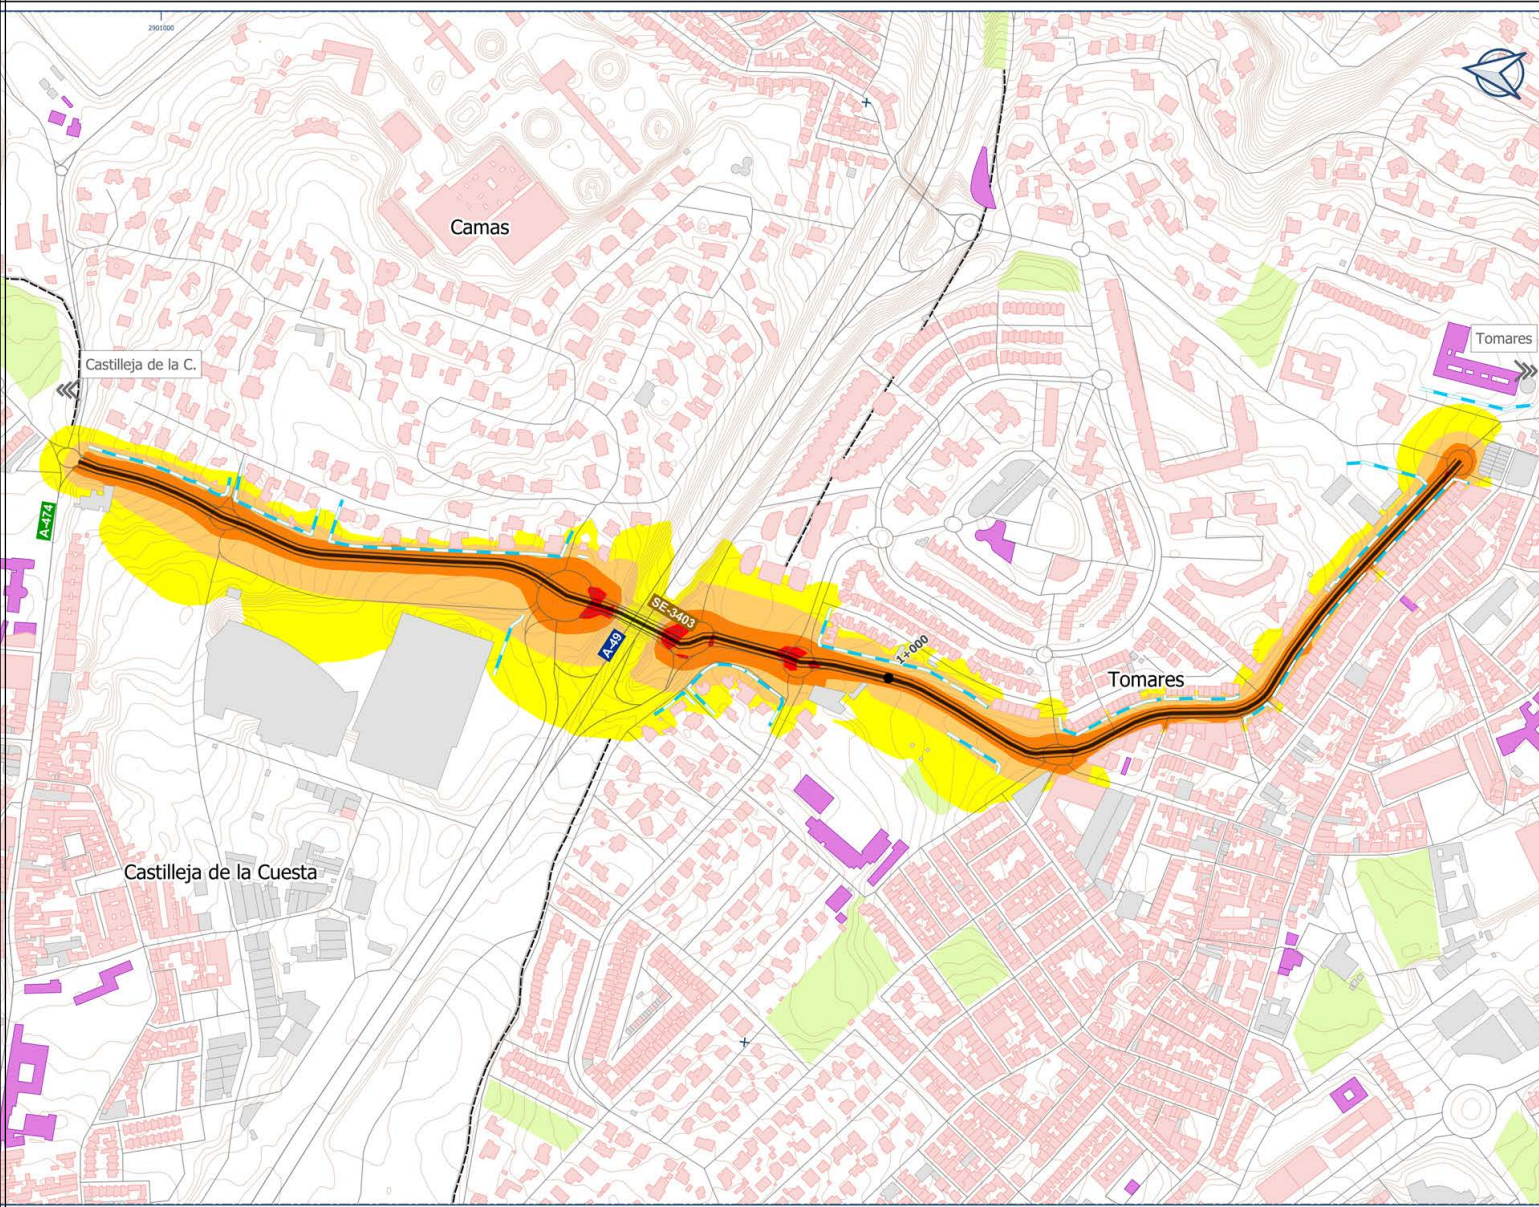 2901000
Camas
Castilleja de la C.
Tomares
A-474
SE-3403
A-49
1+000
Tomares
Castilleja de la Cuesta